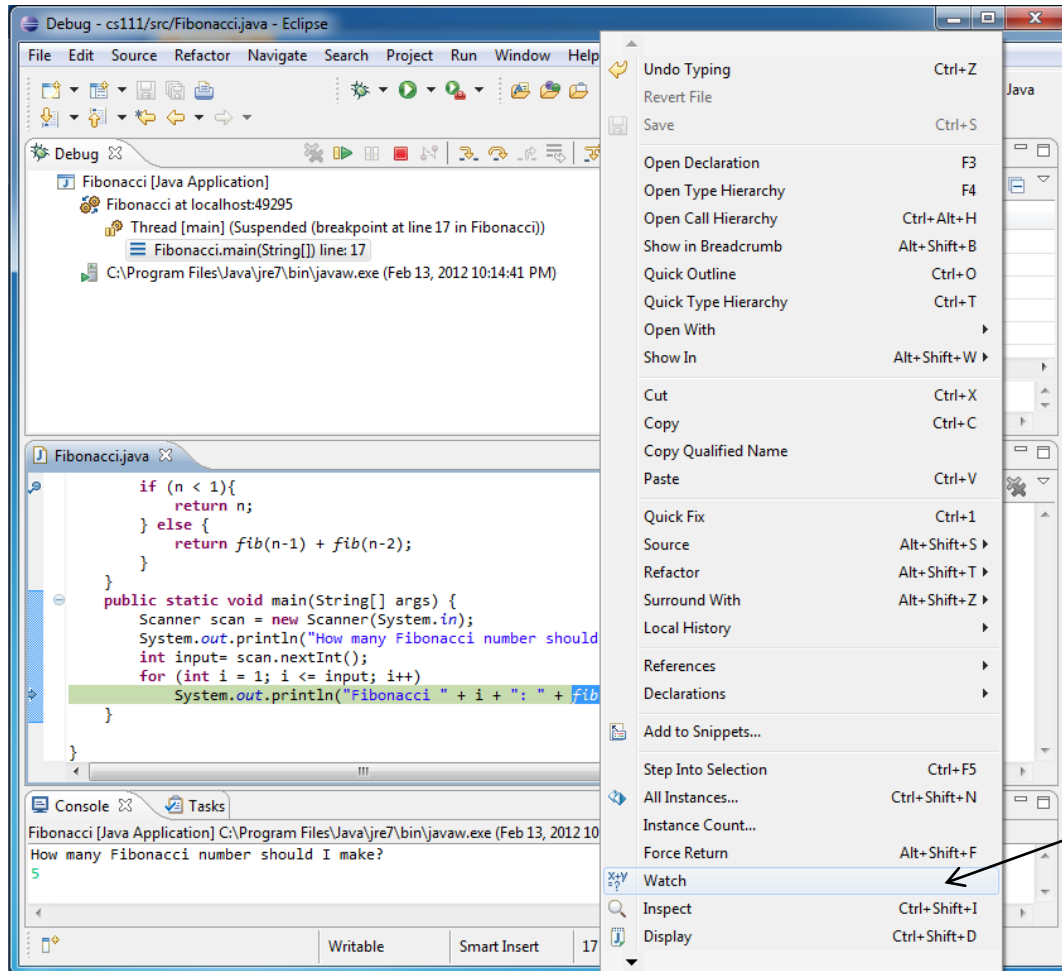 Debug - cs111/src/Fibonacci.java - Eclipse
File Edit Source Refactor Navigate Search Project Run Window Help
Java
Debug
Fibonacci [Java Application]
Fibonacci at localhost:49295
Thread [main] (Suspended (breakpoint at line 17 in Fibonacci))
Fibonacci.main(String[]) line: 17
C:\Program Files\Java\jre7\bin\javaw.exe (Feb 13, 2012 10:14:41 PM)
Fibonacci.java
if (n < 1){
return n;
} else {
return fib(n-1) + fib(n-2);
}
}
public static void main(String[] args) {
Scanner scan = new Scanner(System.in);
System.out.println("How many Fibonacci number should
int input= scan.nextInt();
for (int i = 1; i <= input; i++)
System.out.println("Fibonacci " + i + ": " + fib
}
}
Console Tasks
Fibonacci [Java Application] C:\Program Files\Java\jre7\bin\javaw.exe (Feb 13, 2012 10
How many Fibonacci number should I make?
5
Writable Smart Insert 17
Undo Typing Ctrl+Z
Revert File
Save Ctrl+S
Open Declaration F3
Open Type Hierarchy F4
Open Call Hierarchy Ctrl+Alt+H
Show in Breadcrumb Alt+Shift+B
Quick Outline Ctrl+O
Quick Type Hierarchy Ctrl+T
Open With
Show In Alt+Shift+W
Cut Ctrl+X
Copy Ctrl+C
Copy Qualified Name
Paste Ctrl+V
Quick Fix Ctrl+1
Source Alt+Shift+S
Refactor Alt+Shift+T
Surround With Alt+Shift+Z
Local History
References
Declarations
Add to Snippets...
Step Into Selection Ctrl+F5
All Instances... Ctrl+Shift+N
Instance Count...
Force Return Alt+Shift+F
x+y =? Watch
Inspect Ctrl+Shift+I
Display Ctrl+Shift+D